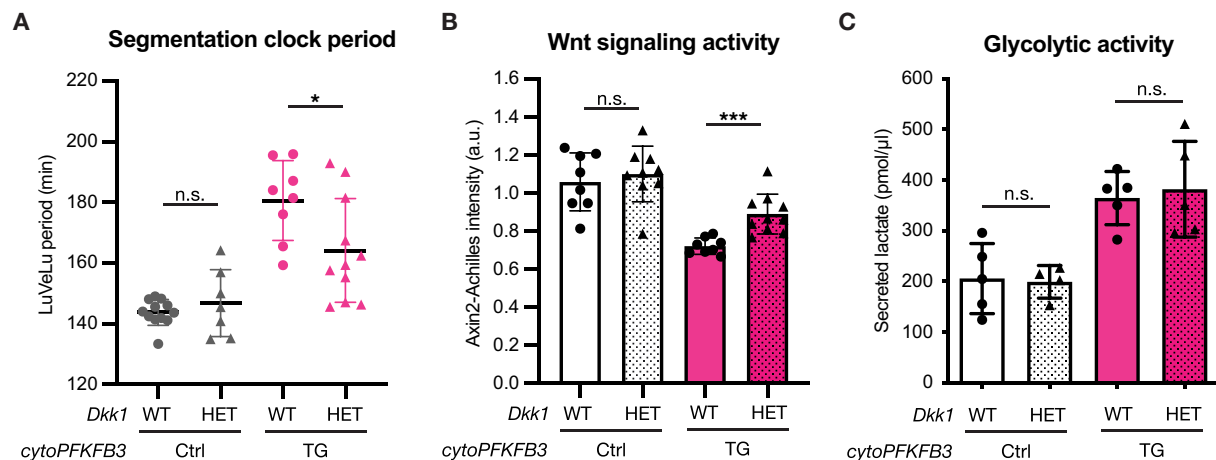 A
Segmentation clock period
LuVeLu period (min)
220
200
180
160
140
120
n.s.
*
Dkk1 WT HET WT HET
cytoPFKFB3 Ctrl TG
B
Wnt signaling activity
Axin2-Achilles intensity (a.u.)
1.6
1.4
1.2
1.0
0.8
0.6
0.4
0.2
0.0
n.s.
***
Dkk1 WT HET WT HET
cytoPFKFB3 Ctrl TG
C
Glycolytic activity
Secreted lactate (pmol/µl)
600
500
400
300
200
100
0
n.s.
n.s.
Dkk1 WT HET WT HET
cytoPFKFB3 Ctrl TG